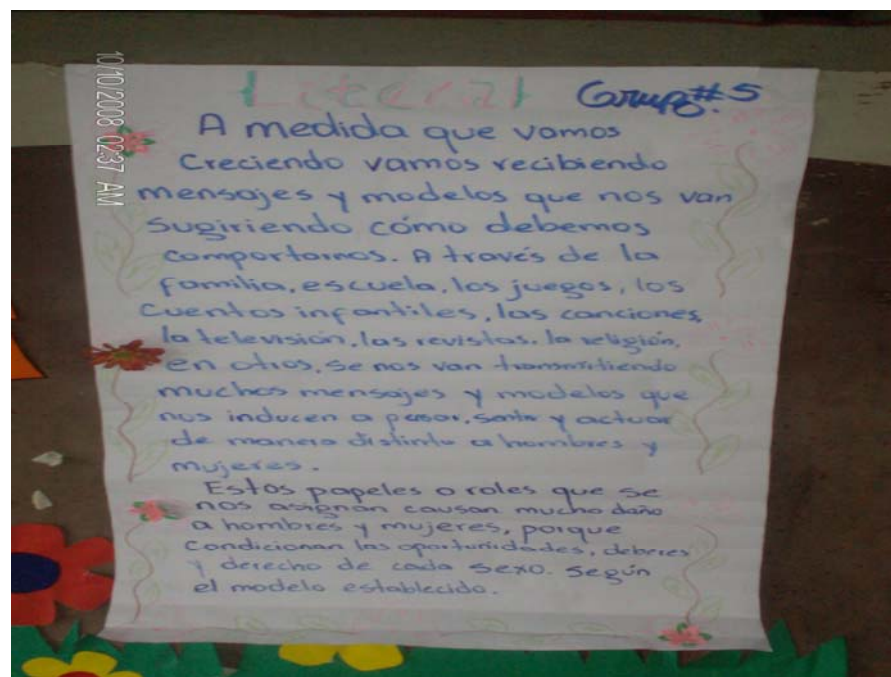 10/10/2008 02:37 AM
Literal
Grupo #.5
A medida que vamos
Creciendo vamos recibiendo
mensajes y modelos que nos van
sugiriendo cómo debemos
comportarnos. A través de la
familia, escuela, los juegos, los
cuentos infantiles, las canciones,
la televisión, las revistas, la religión,
en otros, se nos van transmitiendo
muchos mensajes y modelos que
nos inducen a pensar, sentir y actuar
de manera distinta a hombres y
mujeres.
Estos papeles o roles que se
nos asignan causan mucho daño
a hombres y mujeres, porque
condicionan las oportunidades, deberes
y derecho de cada sexo. Según
el modelo establecido.